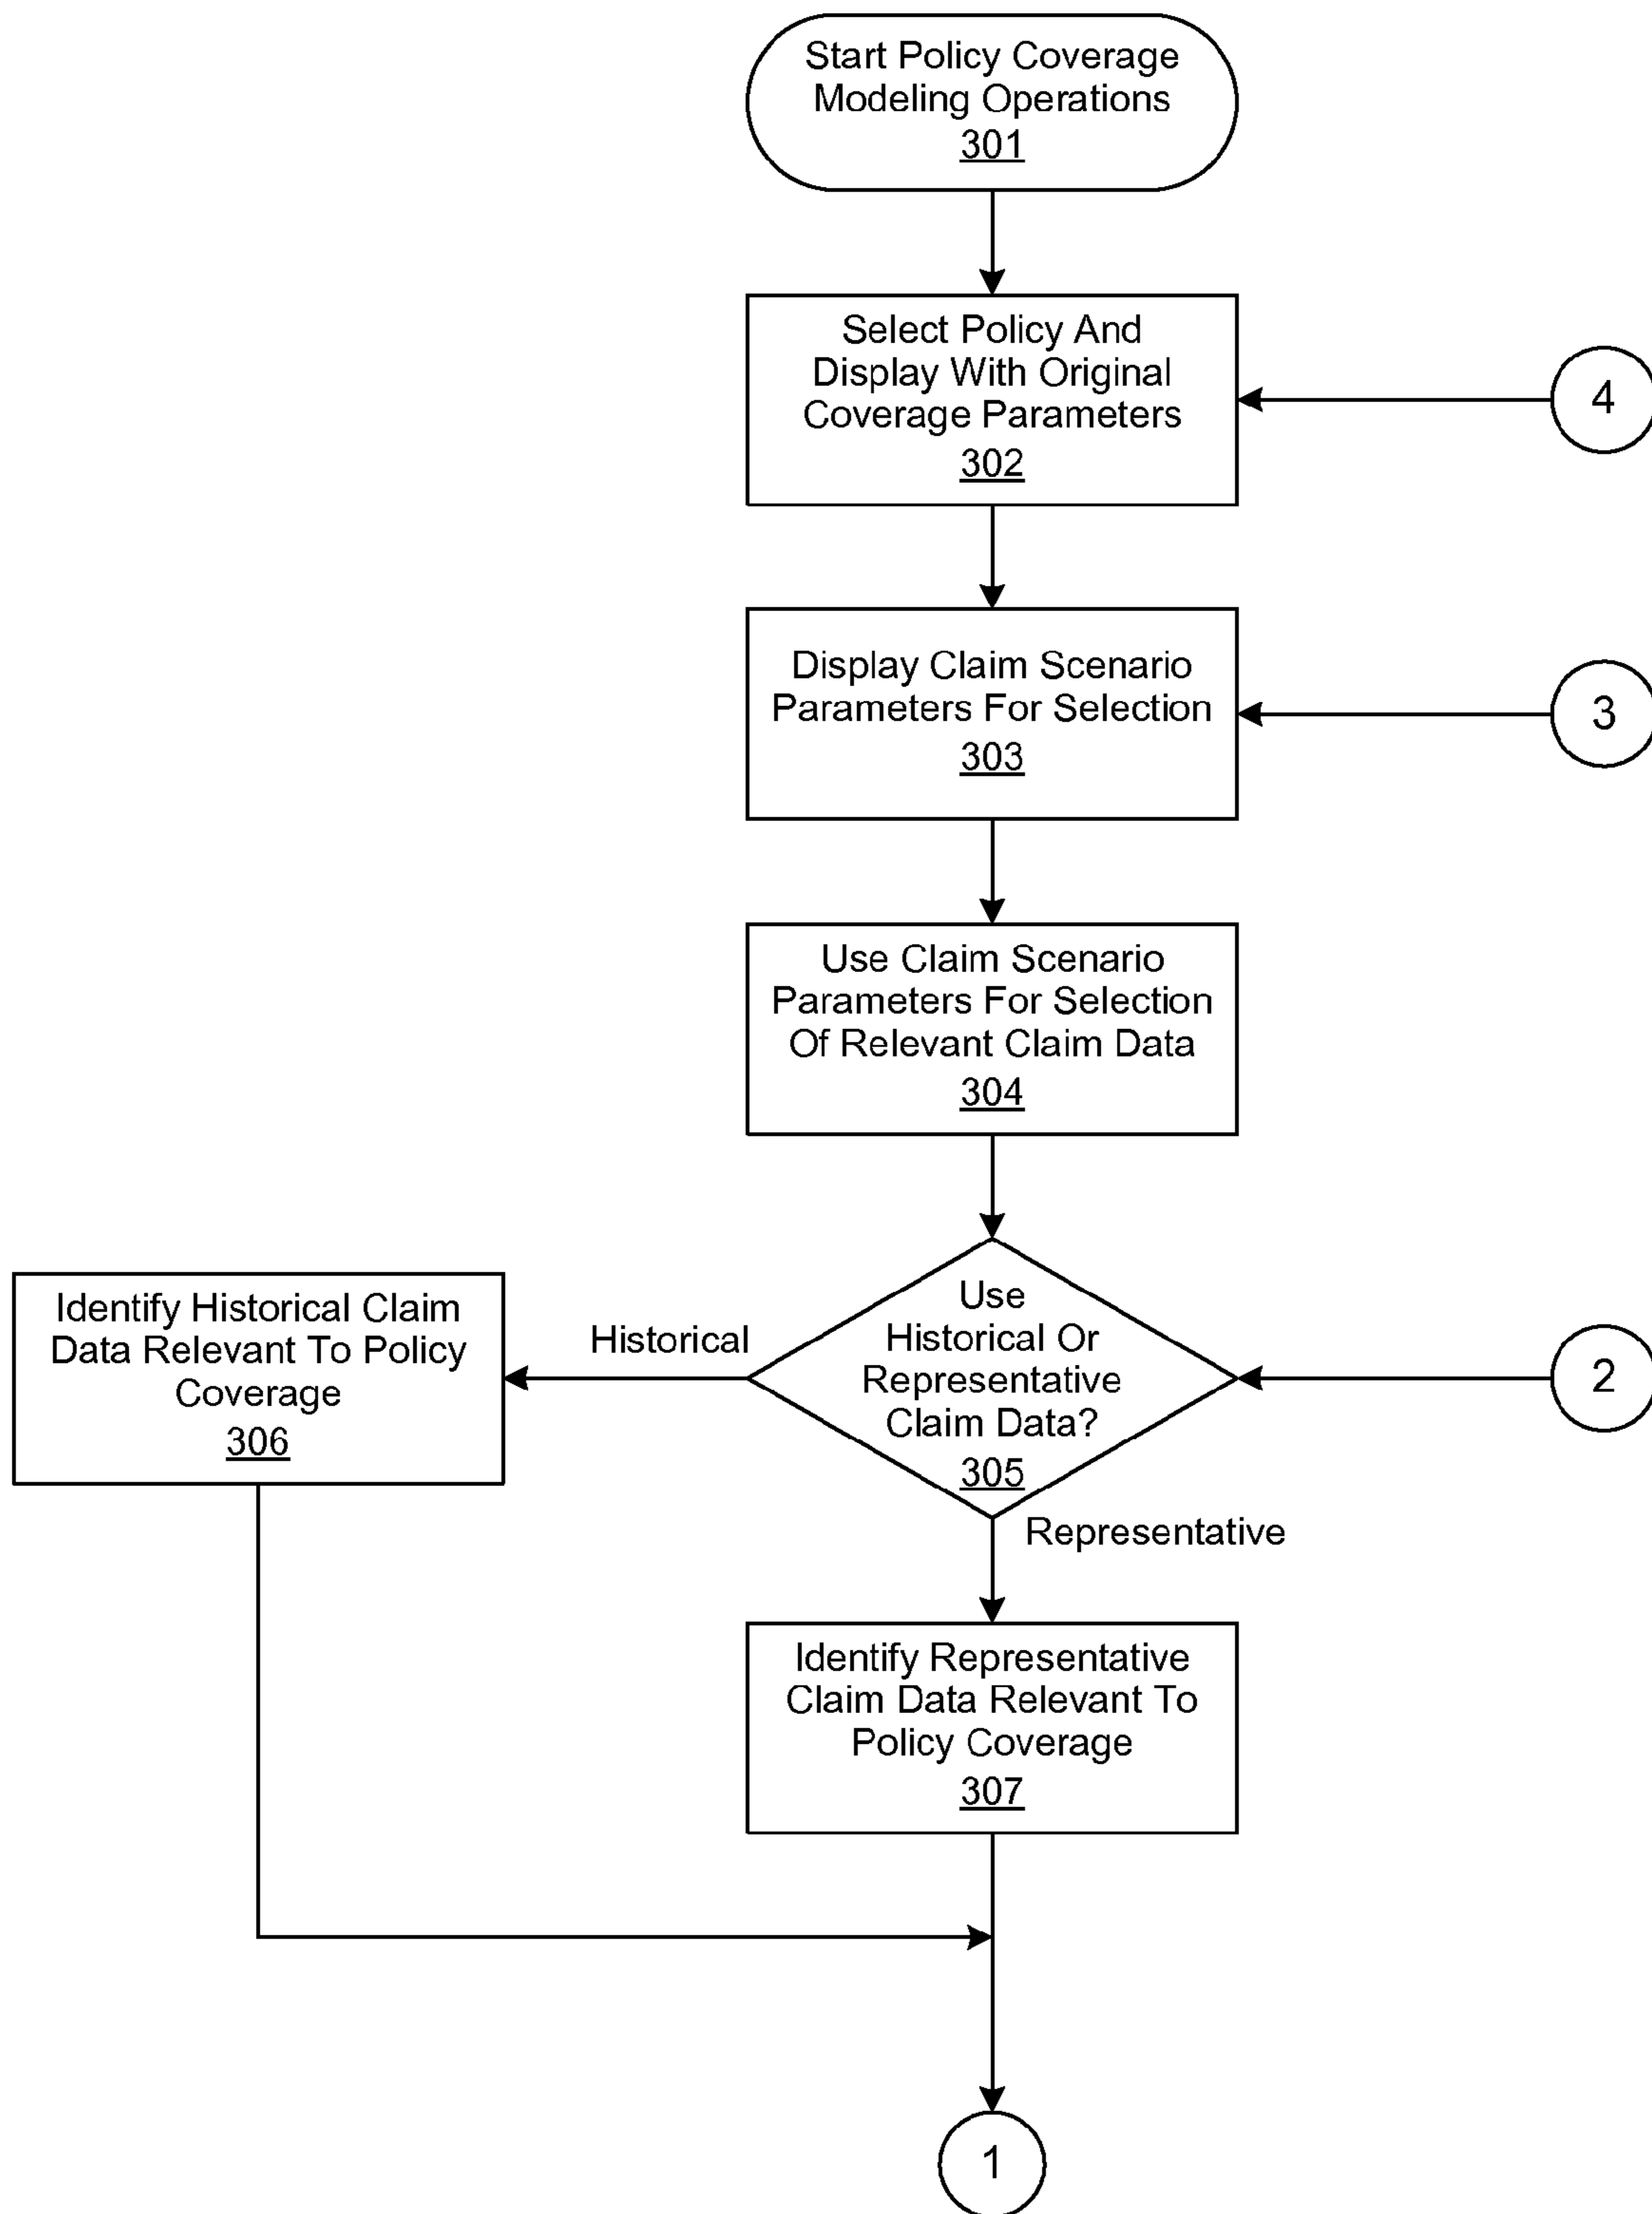 Start Policy Coverage
Modeling Operations
301
Select Policy And
Display With Original
Coverage Parameters
302
4
Display Claim Scenario
Parameters For Selection
303
3
Use Claim Scenario
Parameters For Selection
Of Relevant Claim Data
304
Identify Historical Claim
Data Relevant To Policy
Coverage
306
Historical
Use
Historical Or
Representative
Claim Data?
305
2
Representative
Identify Representative
Claim Data Relevant To
Policy Coverage
307
1